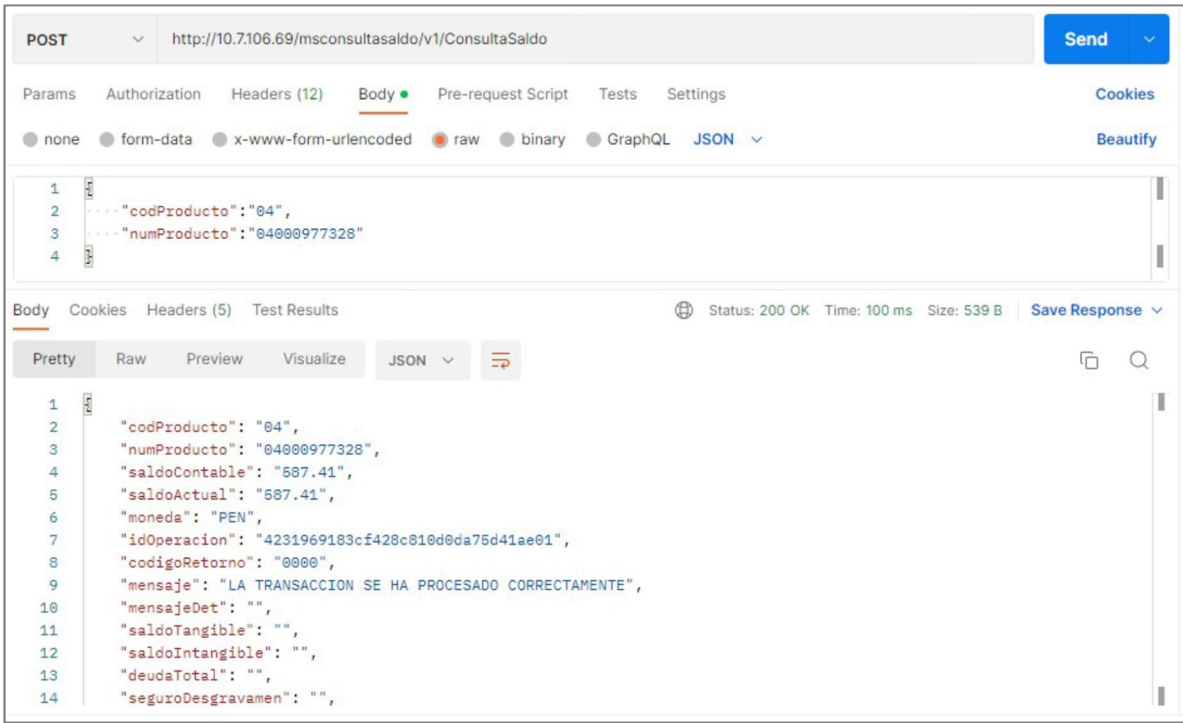 POST http://10.7.106.69/msconsultasaldo/v1/ConsultaSaldo Send
Params Authorization Headers (12) Body Pre-request Script Tests Settings Cookies
none form-data x-www-form-urlencoded raw binary GraphQL JSON Beautify
1 {
2 ····"codProducto":"04",
3 ····"numProducto":"04000977328"
4 }
Body Cookies Headers (5) Test Results Status: 200 OK Time: 100 ms Size: 539 B Save Response
Pretty Raw Preview Visualize JSON
1 {
2 "codProducto": "04",
3 "numProducto": "04000977328",
4 "saldoContable": "587.41",
5 "saldoActual": "587.41",
6 "moneda": "PEN",
7 "idOperacion": "4231969183cf428c810d0da75d41ae01",
8 "codigoRetorno": "0000",
9 "mensaje": "LA TRANSACCION SE HA PROCESADO CORRECTAMENTE",
10 "mensajeDet": "",
11 "saldoTangible": "",
12 "saldoIntangible": "",
13 "deudaTotal": "",
14 "seguroDesgravamen": "",